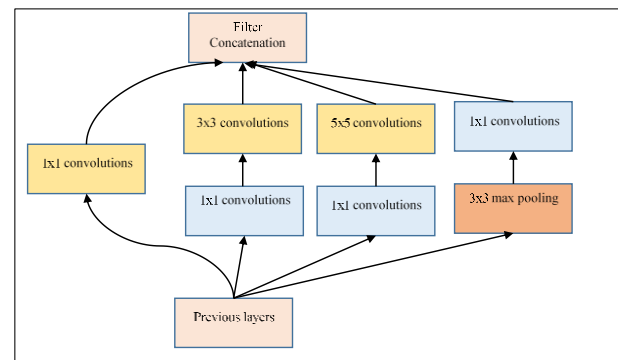 Filter
Concatenation
3x3 convolutions
5x5 convolutions
1x1 convolutions
1x1 convolutions
1x1 convolutions
1x1 convolutions
3x3 max pooling
Previous layers